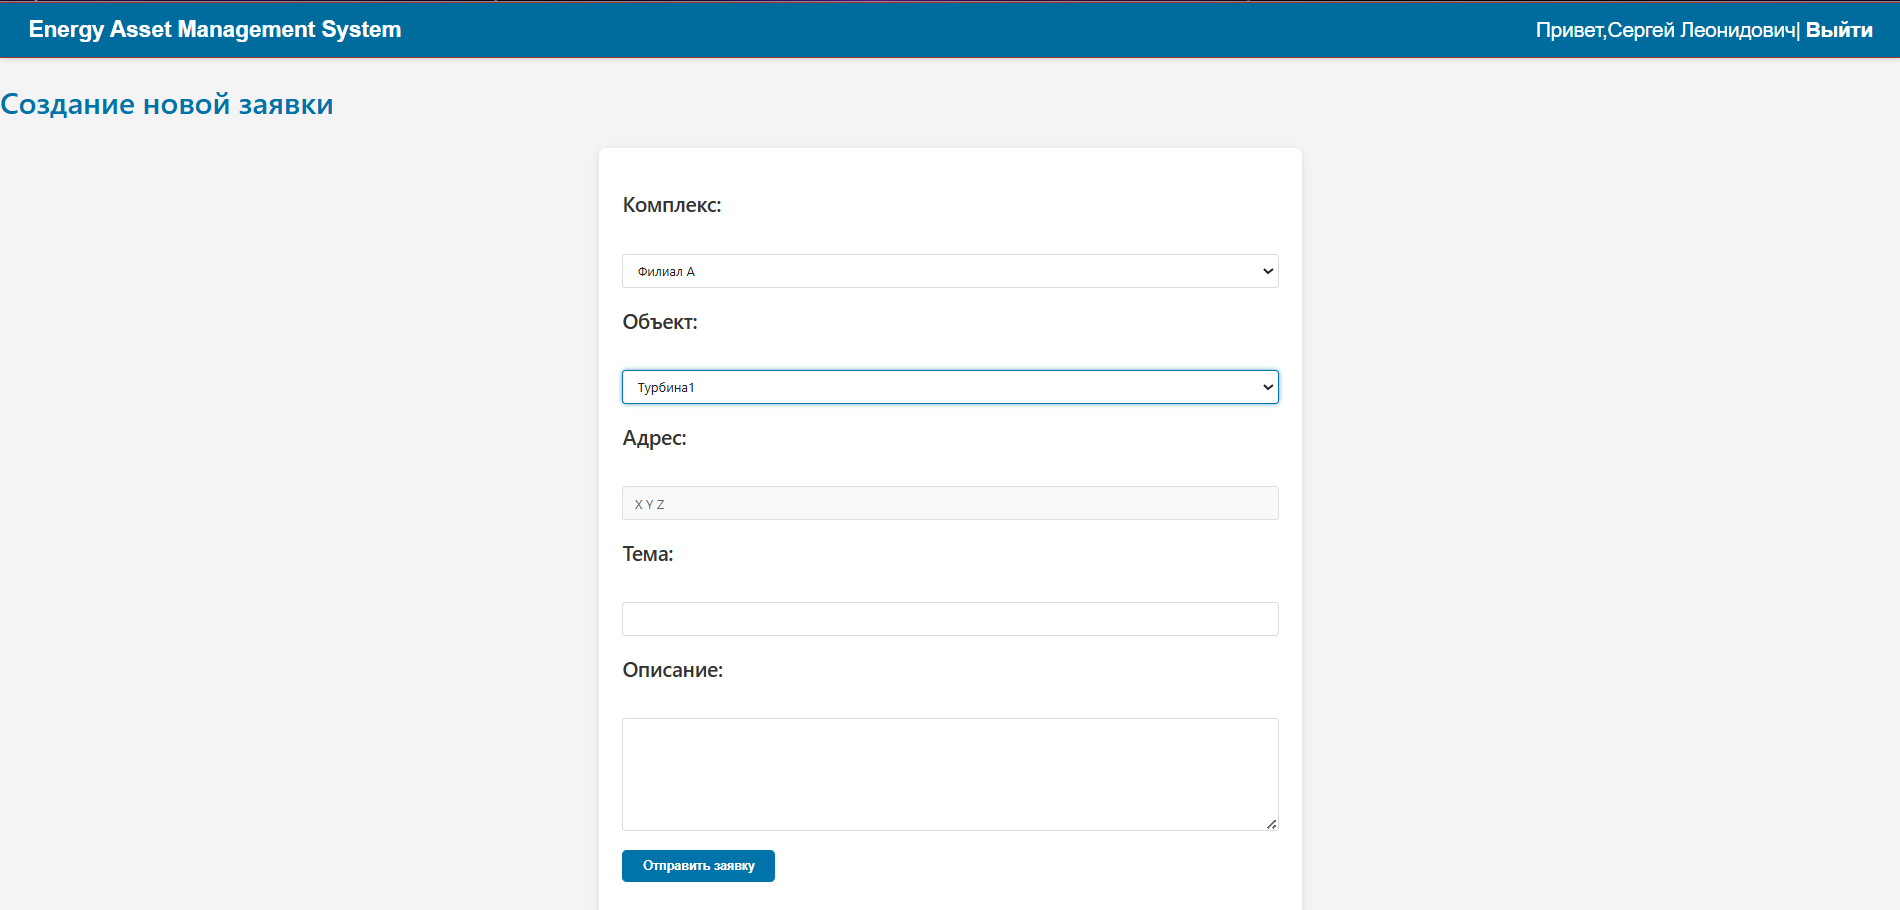 Energy Asset Management System
Привет,Сергей Леонидович| Выйти
Создание новой заявки
Комплекс:
Филиал А
Объект:
Турбина1
Адрес:
X Y Z
Тема:
Описание:
Отправить заявку